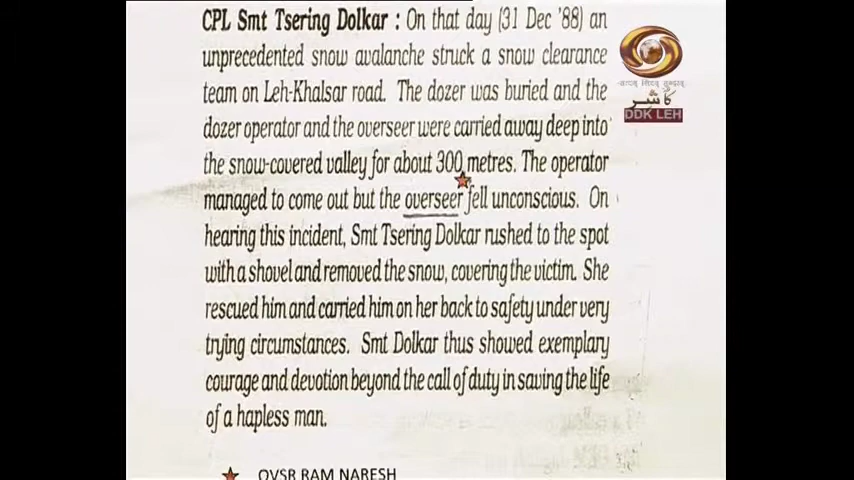 CPL Smt Tsering Dolkar : On that day (31 Dec '88) an
unprecedented snow avalanche struck a snow clearance
team on Leh-Khalsar road. The dozer was buried and the
dozer operator and the overseer were carried away deep into
the snow-covered valley for about 300 metres. The operator
managed to come out but the overseer fell unconscious. On
hearing this incident, Smt Tsering Dolkar rushed to the spot
with a shovel and removed the snow, covering the victim. She
rescued him and carried him on her back to safety under very
trying circumstances. Smt Dolkar thus showed exemplary
courage and devotion beyond the call of duty in saving the life
of a hapless man.
OVSR RAM NARESH
सत्यम् शिवम् सुन्दरम्
كأشِر
DDK LEH